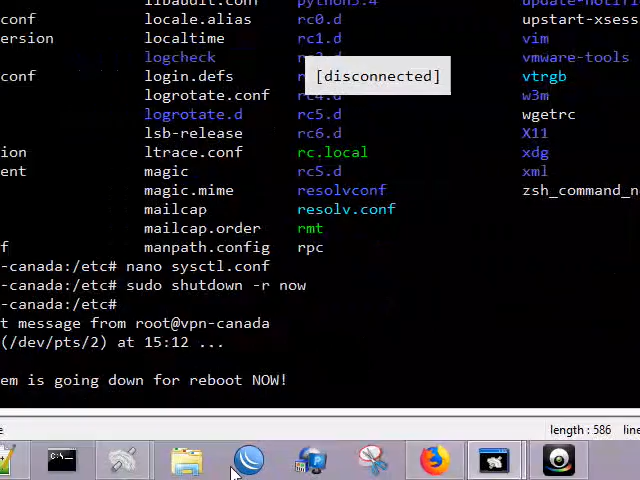 libaudit.conf python3.4 update-notifi
conf locale.alias rc0.d upstart-xsess
ersion localtime rc1.d vim
logcheck vmware-tools
conf login.defs [disconnected] vtrgb
logrotate.conf rc4.d w3m
logrotate.d rc5.d wgetrc
lsb-release rc6.d X11
ion ltrace.conf rc.local xdg
ent magic rc5.d xml
magic.mime resolvconf zsh_command_n
mailcap resolv.conf
mailcap.order rmt
f manpath.config rpc
-canada:/etc# nano sysctl.conf
-canada:/etc# sudo shutdown -r now
-canada:/etc#
t message from root@vpn-canada
(/dev/pts/2) at 15:12 ...
em is going down for reboot NOW!
e length : 586 line
C:\.